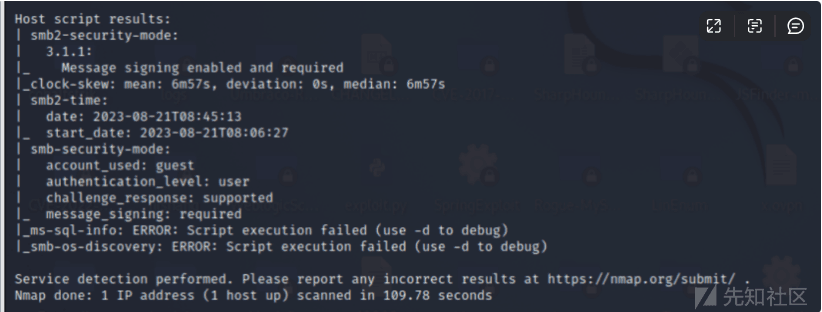 Host script results:
| smb2-security-mode:
|   3.1.1:
|_    Message signing enabled and required
|_clock-skew: mean: 6m57s, deviation: 0s, median: 6m57s
| smb2-time:
|   date: 2023-08-21T08:45:13
|_  start_date: 2023-08-21T08:06:27
| smb-security-mode:
|   account_used: guest
|   authentication_level: user
|   challenge_response: supported
|_  message_signing: required
|_ms-sql-info: ERROR: Script execution failed (use -d to debug)
|_smb-os-discovery: ERROR: Script execution failed (use -d to debug)
Service detection performed. Please report any incorrect results at https://nmap.org/submit/ .
Nmap done: 1 IP address (1 host up) scanned in 109.78 seconds
先知社区